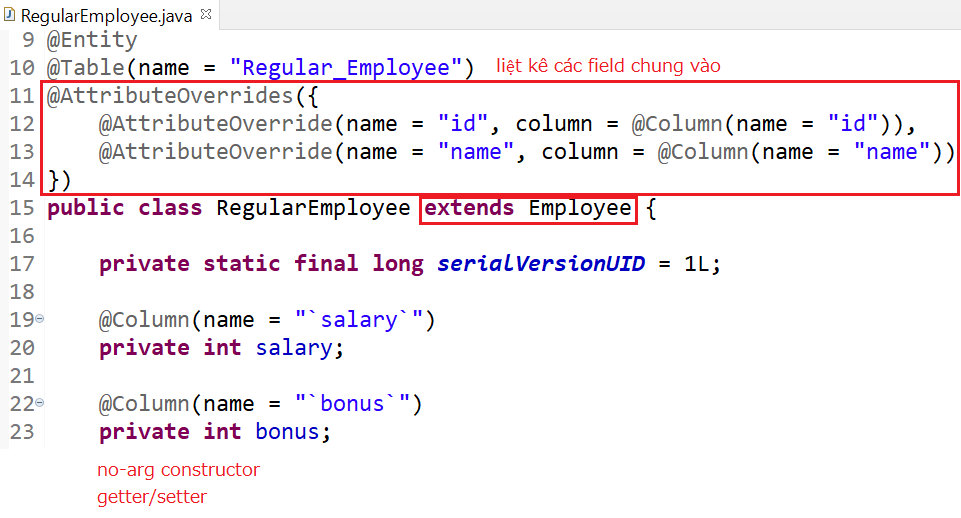 RegularEmployee.java
9 @Entity
10 @Table(name = "Regular_Employee") liệt kê các field chung vào
11 @AttributeOverrides({
12 @AttributeOverride(name = "id", column = @Column(name = "id")),
13 @AttributeOverride(name = "name", column = @Column(name = "name"))
14 })
15 public class RegularEmployee extends Employee {
16
17 private static final long serialVersionUID = 1L;
18
19 @Column(name = "`salary`")
20 private int salary;
21
22 @Column(name = "`bonus`")
23 private int bonus;
no-arg constructor
getter/setter